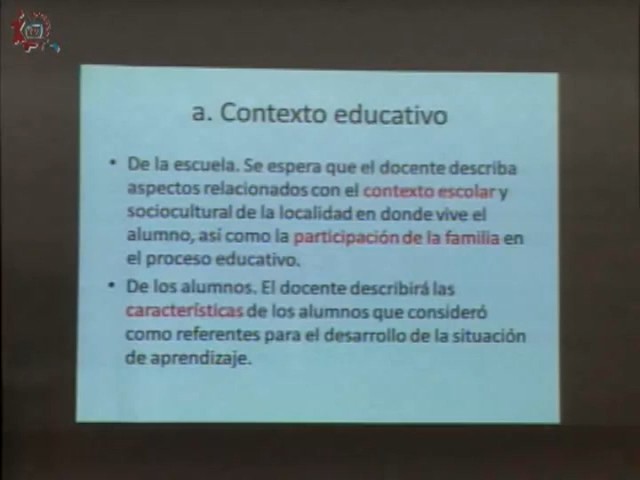 a. Contexto educativo
• De la escuela. Se espera que el docente describa
aspectos relacionados con el contexto escolar y
sociocultural de la localidad en donde vive el
alumno, así como la participación de la familia en
el proceso educativo.
• De los alumnos. El docente describirá las
características de los alumnos que consideró
como referentes para el desarrollo de la situación
de aprendizaje.